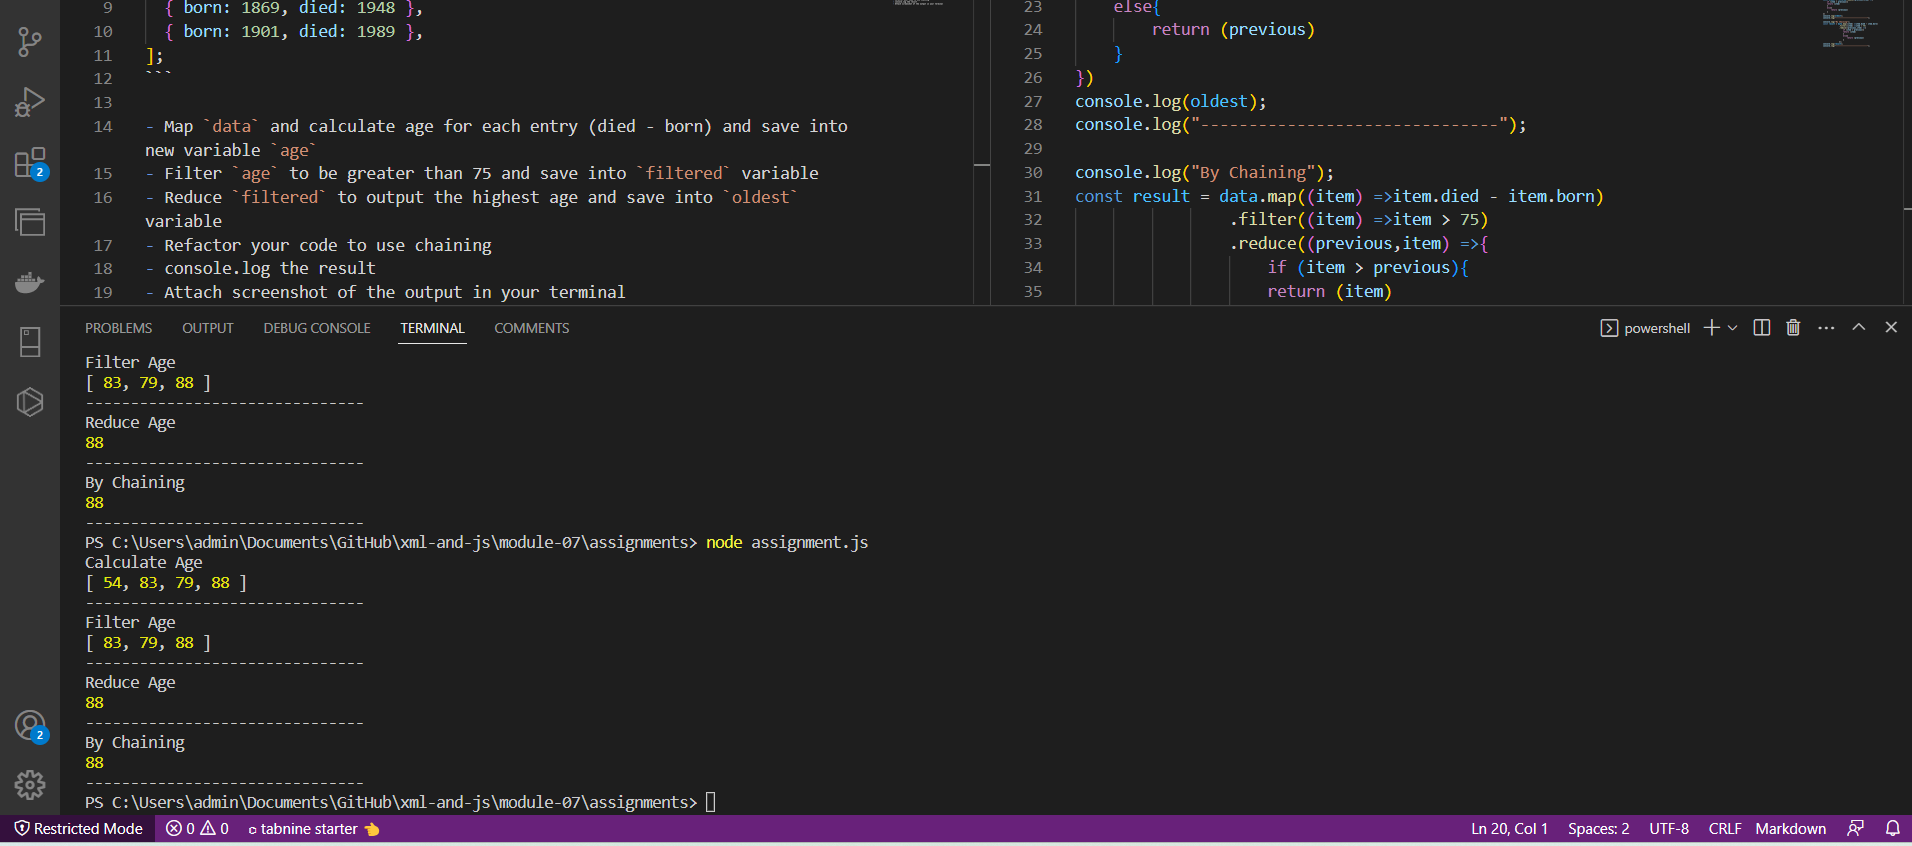 9 { born: 1869, died: 1948 },
10 { born: 1901, died: 1989 },
11 ];
12 ```
13
14 - Map `data` and calculate age for each entry (died - born) and save into
new variable `age`
15 - Filter `age` to be greater than 75 and save into `filtered` variable
16 - Reduce `filtered` to output the highest age and save into `oldest`
variable
17 - Refactor your code to use chaining
18 - console.log the result
19 - Attach screenshot of the output in your terminal
23 else{
24 return (previous)
25 }
26 })
27 console.log(oldest);
28 console.log("-------------------------------");
29
30 console.log("By Chaining");
31 const result = data.map((item) =>item.died - item.born)
32 .filter((item) =>item > 75)
33 .reduce((previous,item) =>{
34 if (item > previous){
35 return (item)
2
2
PROBLEMS OUTPUT DEBUG CONSOLE TERMINAL COMMENTS
powershell
Filter Age
[ 83, 79, 88 ]
-------------------------------
Reduce Age
88
-------------------------------
By Chaining
88
-------------------------------
PS C:\Users\admin\Documents\GitHub\xml-and-js\module-07\assignments> node assignment.js
Calculate Age
[ 54, 83, 79, 88 ]
-------------------------------
Filter Age
[ 83, 79, 88 ]
-------------------------------
Reduce Age
88
-------------------------------
By Chaining
88
-------------------------------
PS C:\Users\admin\Documents\GitHub\xml-and-js\module-07\assignments>
Restricted Mode 0 0 tabnine starter 👈 Ln 20, Col 1 Spaces: 2 UTF-8 CRLF Markdown